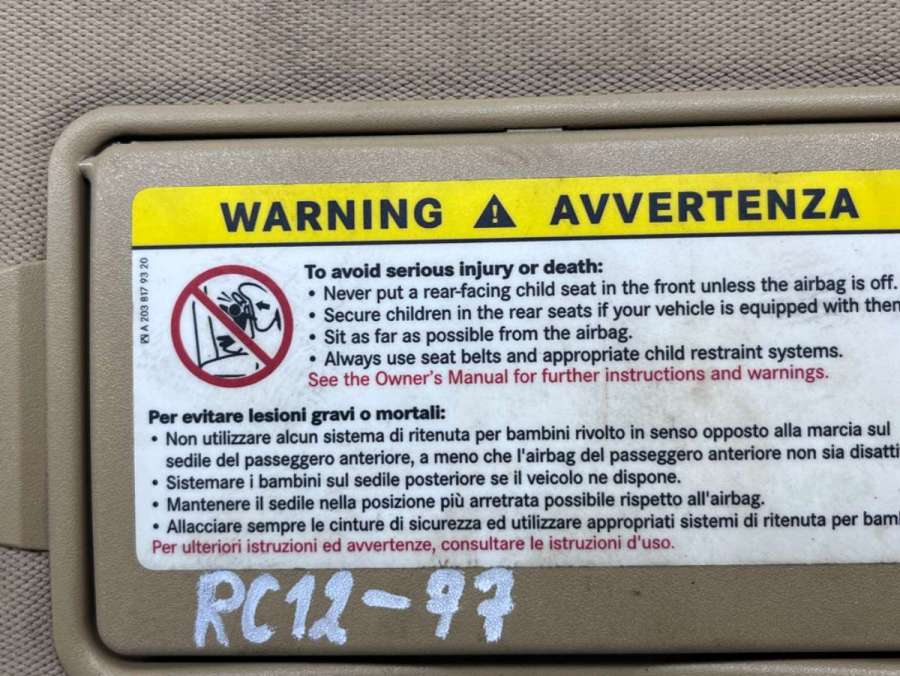 WARNING AVVERTENZA
A 203 817 93 20
To avoid serious injury or death:
• Never put a rear-facing child seat in the front unless the airbag is off.
• Secure children in the rear seats if your vehicle is equipped with
• Sit as far as possible from the airbag.
• Always use seat belts and appropriate child restraint systems.
See the Owner's Manual for further instructions and warnings.
Per evitare lesioni gravi o mortali:
• Non utilizzare alcun sistema di ritenuta per bambini rivolto in senso opposto alla marcia sul
sedile del passeggero anteriore, a meno che l'airbag del passeggero anteriore non sia
• Sistemare i bambini sul sedile posteriore se il veicolo ne dispone.
• Mantenere il sedile nella posizione più arretrata possibile rispetto all'airbag.
• Allacciare sempre le cinture di sicurezza ed utilizzare appropriati sistemi di ritenuta per
Per ulteriori istruzioni ed avvertenze, consultare le istruzioni d'uso.
RC12-77